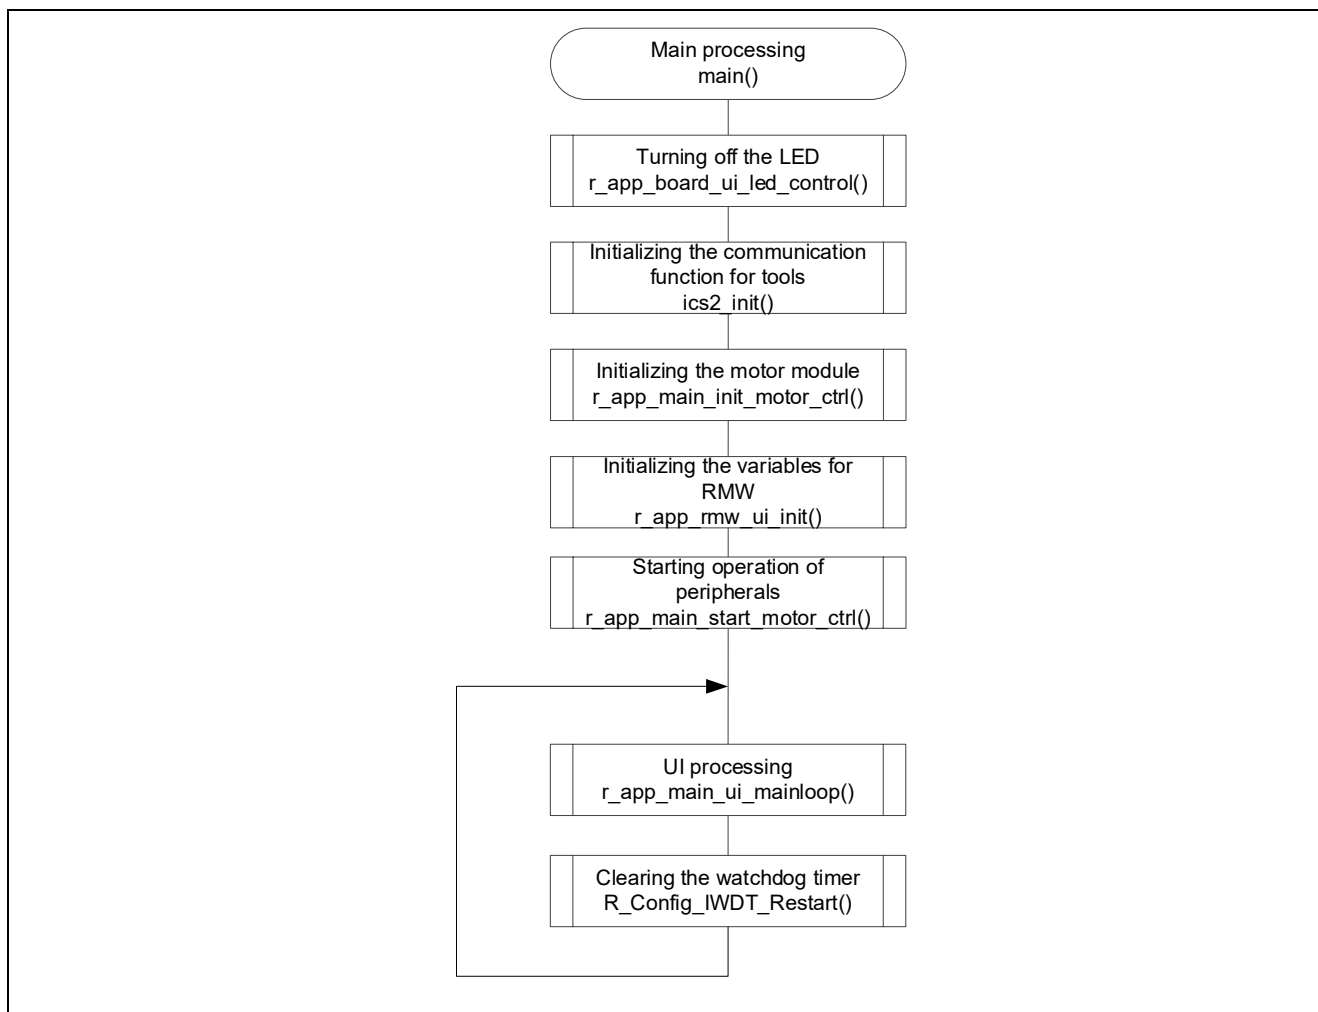 Main processing
main()
Turning off the LED
r_app_board_ui_led_control()
Initializing the communication
function for tools
ics2_init()
Initializing the motor module
r_app_main_init_motor_ctrl()
Initializing the variables for
RMW
r_app_rmw_ui_init()
Starting operation of
peripherals
r_app_main_start_motor_ctrl()
UI processing
r_app_main_ui_mainloop()
Clearing the watchdog timer
R_Config_IWDT_Restart()